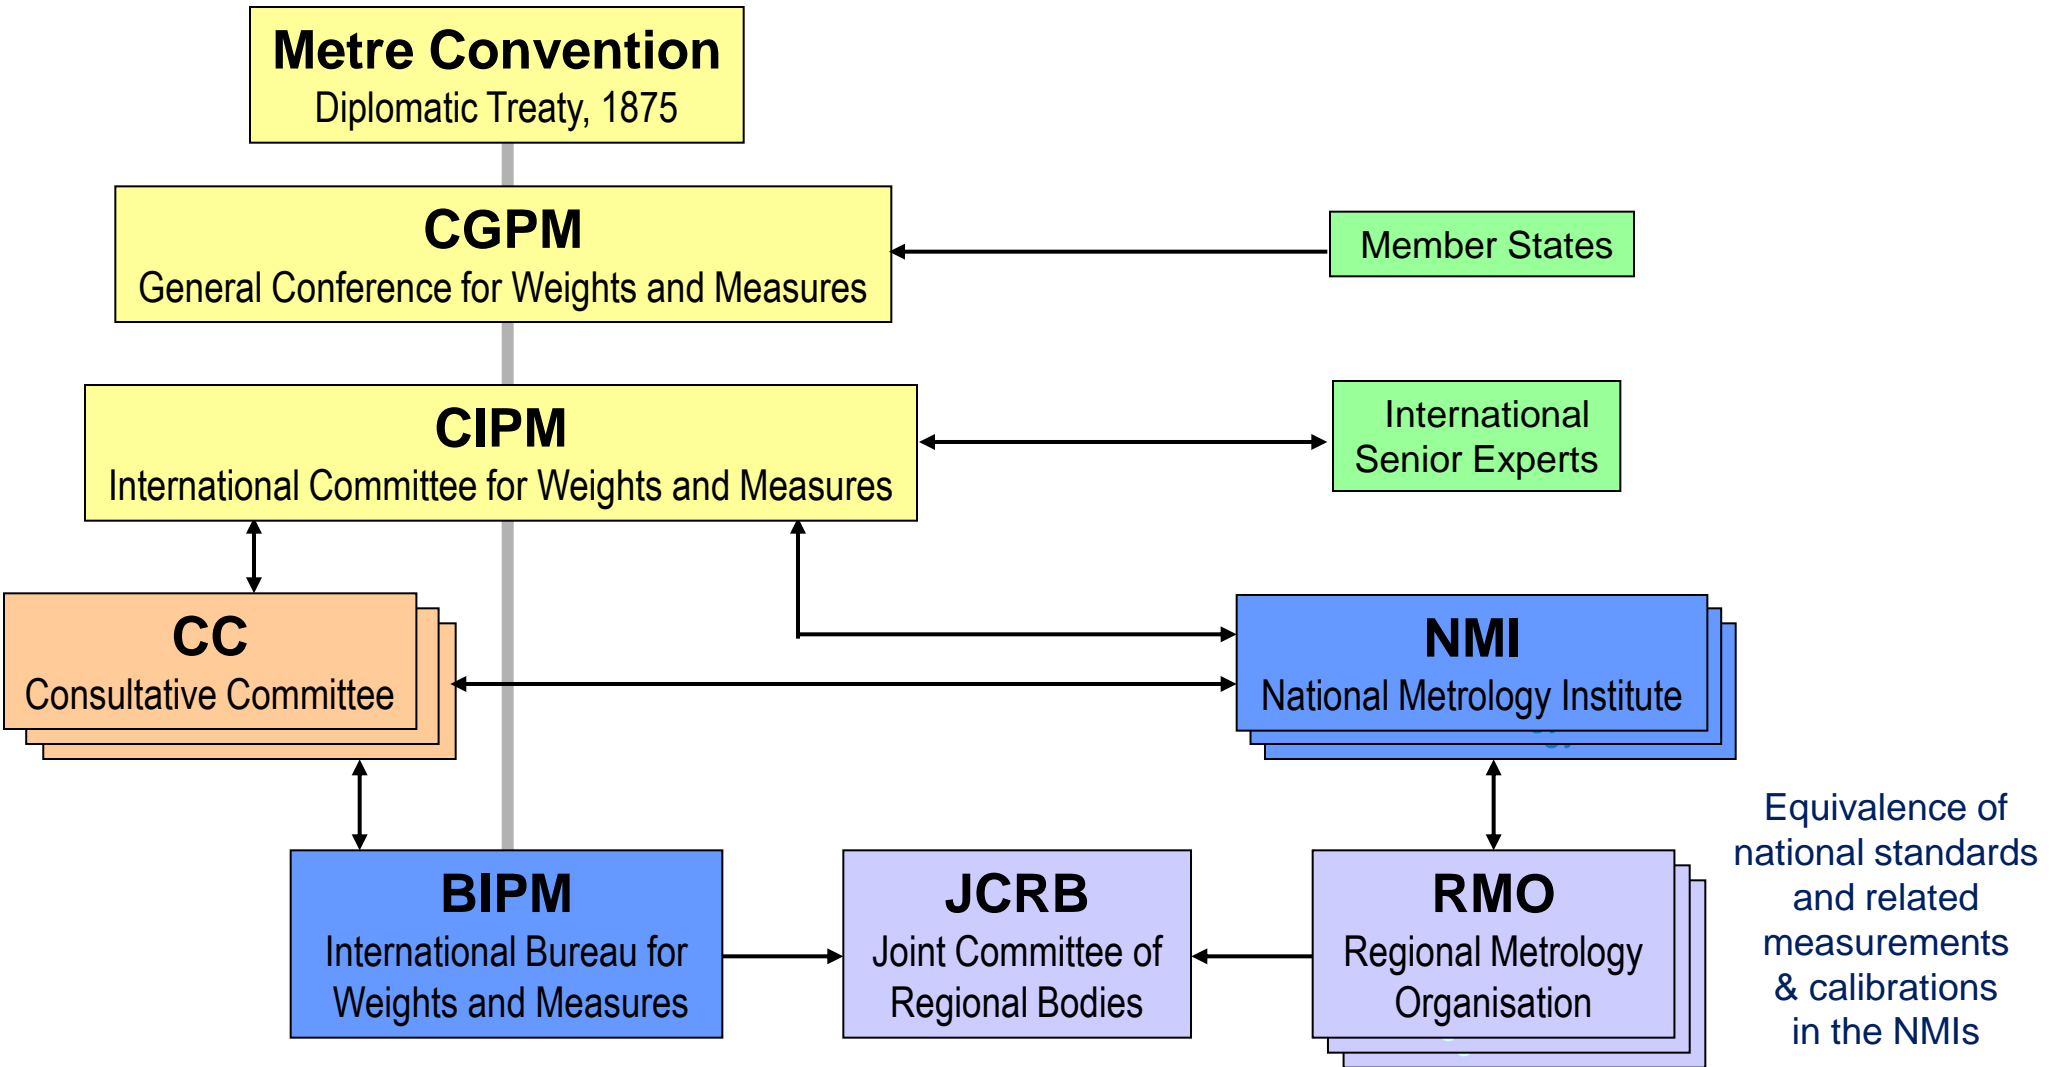 Metre Convention
Diplomatic Treaty, 1875
CGPM
General Conference for Weights and Measures
Member States
CIPM
International Committee for Weights and Measures
International
Senior Experts
CC
Consultative Committee
NMI
National Metrology Institute
BIPM
International Bureau for
Weights and Measures
JCRB
Joint Committee of
Regional Bodies
RMO
Regional Metrology
Organisation
Equivalence of
national standards
and related
measurements
& calibrations
in the NMIs